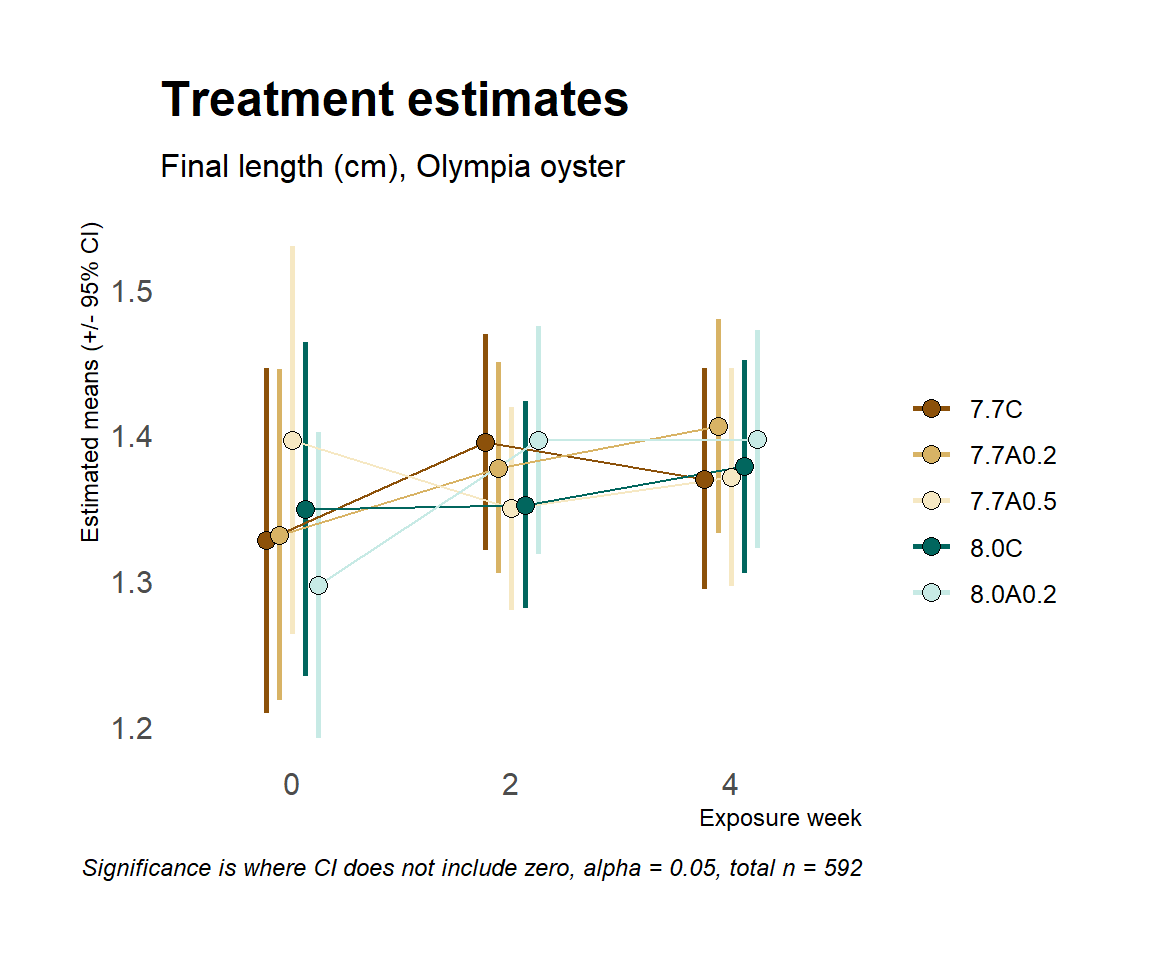 Treatment estimates
Final length (cm), Olympia oyster
Estimated means (+/- 95% CI)
1.5
1.4
1.3
1.2
0 2 4
Exposure week
7.7C
7.7A0.2
7.7A0.5
8.0C
8.0A0.2
Significance is where CI does not include zero, alpha = 0.05, total n = 592